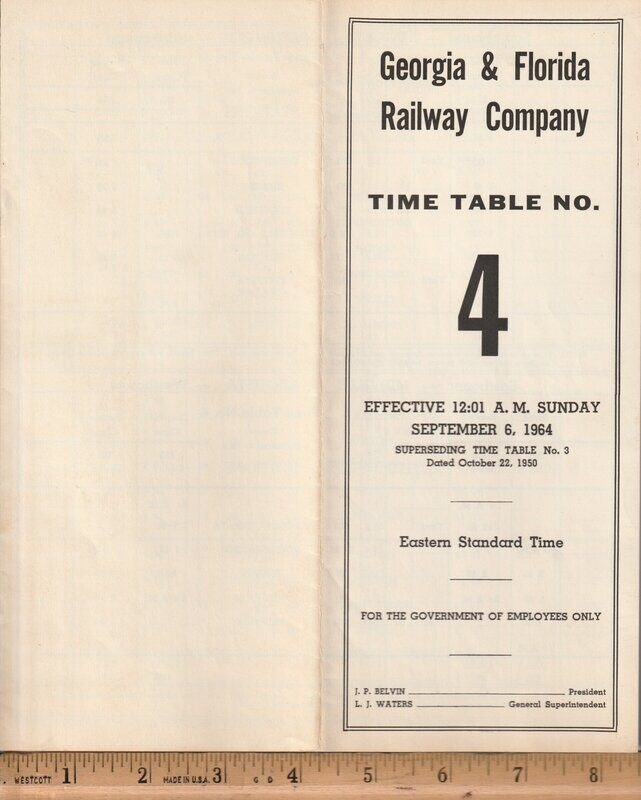 Georgia & Florida
Railway Company
TIME TABLE NO.
4
EFFECTIVE 12:01 A. M. SUNDAY
SEPTEMBER 6, 1964
SUPERSEDING TIME TABLE No. 3
Dated October 22, 1950
Eastern Standard Time
FOR THE GOVERNMENT OF EMPLOYEES ONLY
J. P. BELVIN President
L. J. WATERS General Superintendent
1 2 3 4 5 6 7 8
WESTCOTT MADE IN U.S.A.